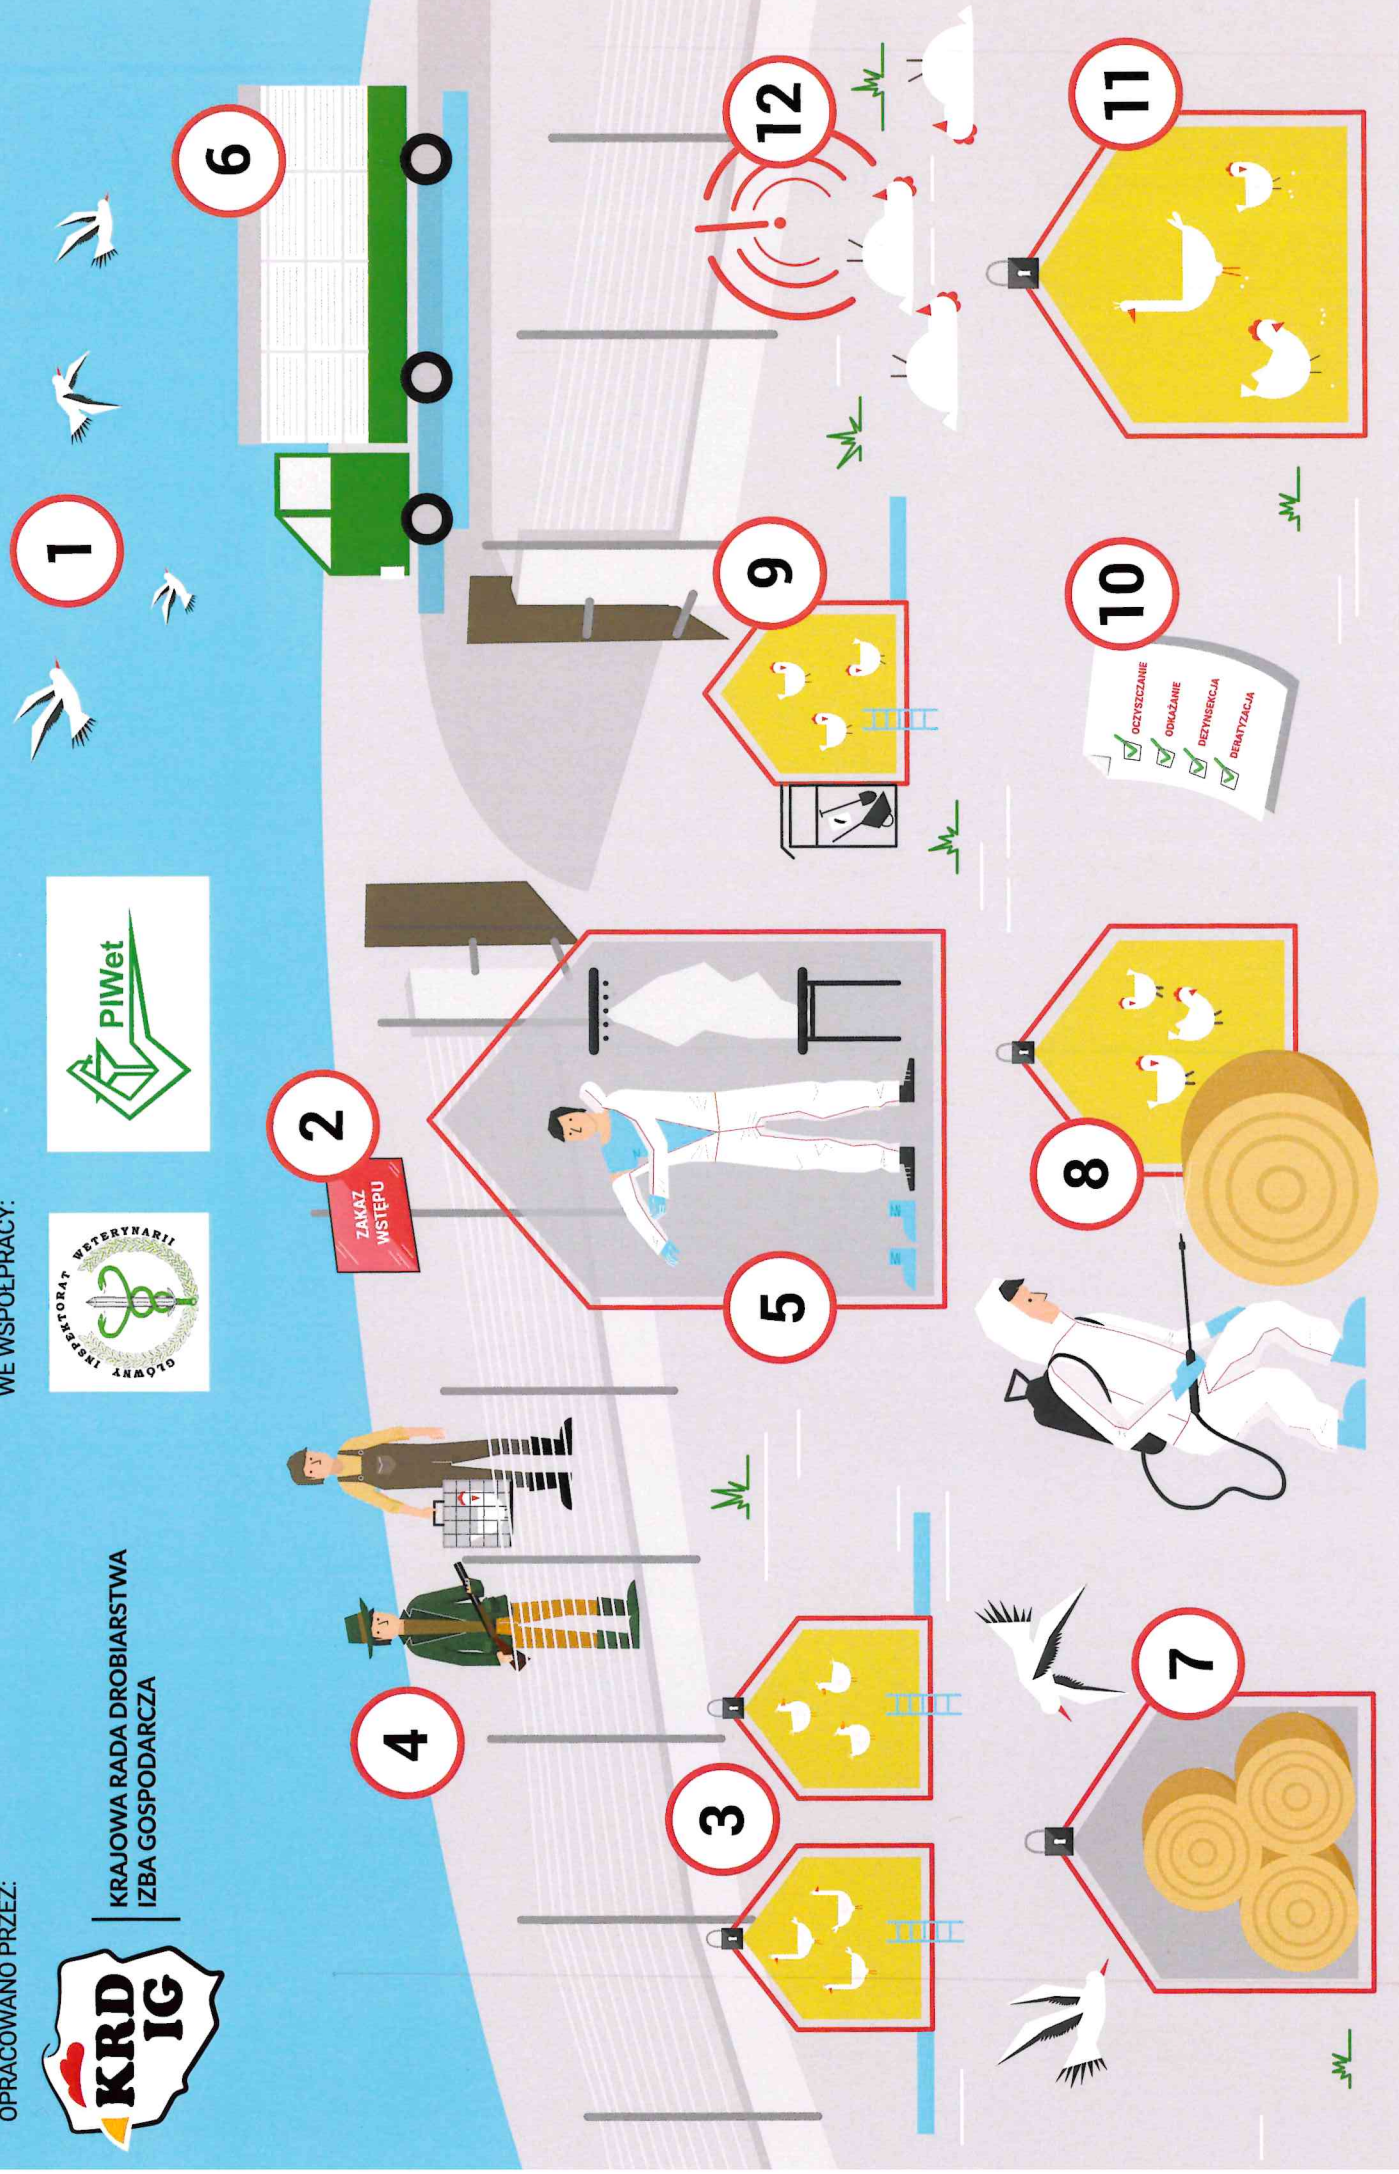 OPRACOWANO PRZEZ:
KRD
IG
KRAJOWA RADA DROBIARSTWA
IZBA GOSPODARCZA
WE WSPÓŁPRACY:
GŁÓWNY INSPEKTORAT WETERYNARII
PIWet
1
2
ZAKAZ
WSTĘPU
3
4
5
6
7
8
9
10
OCZYSZCZANIE
ODKAŻANIE
DEZYNSEKCJA
DERATYZACJA
11
12